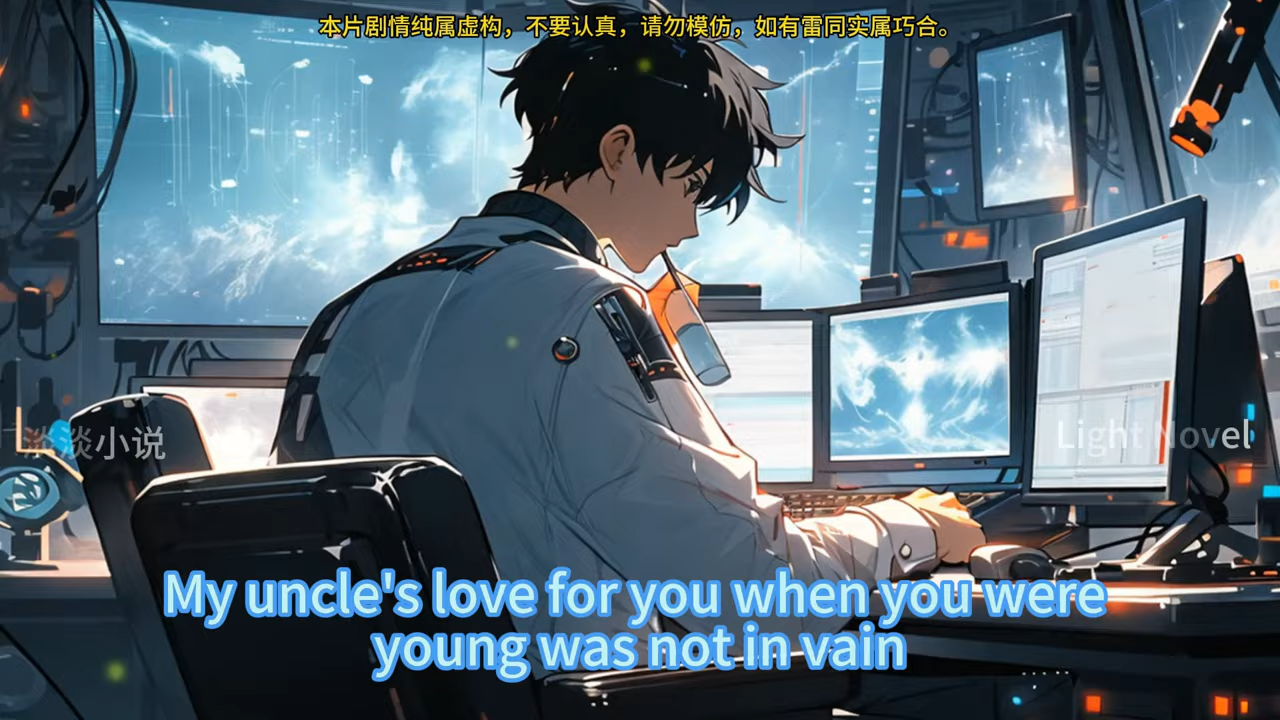 本片剧情纯属虚构，不要认真，请勿模仿，如有雷同实属巧合。
淡淡小说
Light Novel
My uncle's love for you when you were
young was not in vain